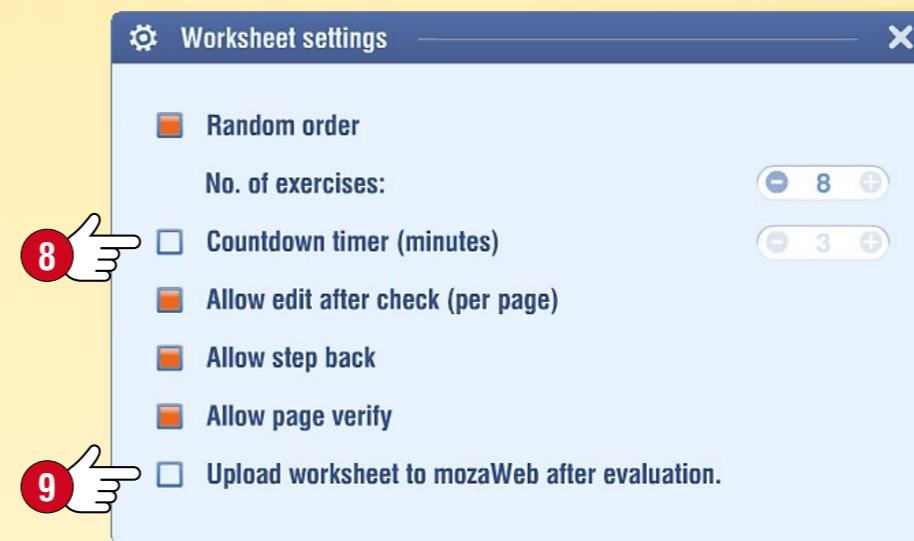 Worksheet settings
Random order
No. of exercises: 8
8 Countdown timer (minutes) 3
Allow edit after check (per page)
Allow step back
Allow page verify
9 Upload worksheet to mozaWeb after evaluation.